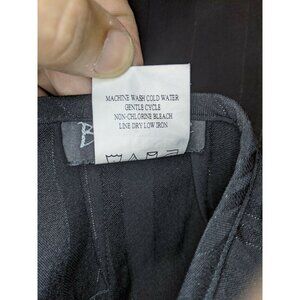 MACHINE WASH COLD WATER
GENTLE CYCLE
NON-CHLORINE BLEACH
LINE DRY LOW IRON